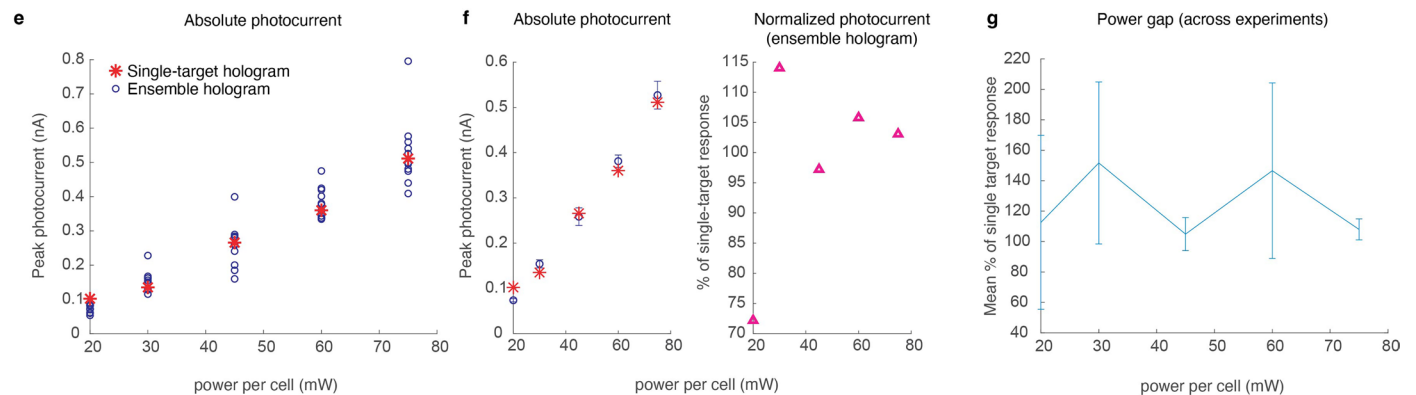 e
Absolute photocurrent
Single-target hologram
Ensemble hologram
Peak photocurrent (nA)
0.8
0.7
0.6
0.5
0.4
0.3
0.2
0.1
0
20 30 40 50 60 70 80
power per cell (mW)
f
Absolute photocurrent
Peak photocurrent (nA)
0.6
0.5
0.4
0.3
0.2
0.1
0
20 40 60 80
Normalized photocurrent
(ensemble hologram)
% of single-target response
115
110
105
100
95
90
85
80
75
70
20 40 60 80
power per cell (mW)
g
Power gap (across experiments)
Mean % of single target response
220
200
180
160
140
120
100
80
60
40
20 30 40 50 60 70 80
power per cell (mW)